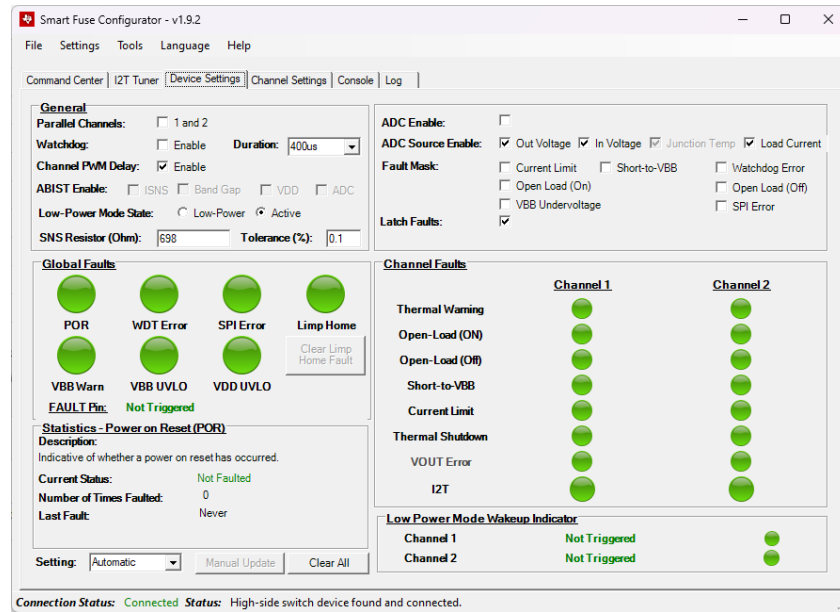 Smart Fuse Configurator - v1.9.2
File Settings Tools Language Help
Command Center I2T Tuner Device Settings Channel Settings Console Log
General
Parallel Channels: 1 and 2
Watchdog: Enable Duration: 400us
Channel PWM Delay: Enable
ABIST Enable: ISNS Band Gap VDD ADC
Low-Power Mode State: Low-Power Active
SNS Resistor (Ohm): 698 Tolerance (%): 0.1
ADC Enable:
ADC Source Enable: Out Voltage In Voltage Junction Temp Load Current
Fault Mask: Current Limit Short-to-VBB Watchdog Error
Open Load (On) Open Load (Off)
VBB Undervoltage SPI Error
Latch Faults:
Global Faults
POR WDT Error SPI Error Limp Home
Clear Limp
Home Fault
VBB Warn VBB UVLO VDD UVLO
FAULT Pin: Not Triggered
Channel Faults
Channel 1 Channel 2
Thermal Warning
Open-Load (ON)
Open-Load (Off)
Short-to-VBB
Current Limit
Thermal Shutdown
VOUT Error
I2T
Statistics - Power on Reset (POR)
Description:
Indicative of whether a power on reset has occurred.
Current Status: Not Faulted
Number of Times Faulted: 0
Last Fault: Never
Low Power Mode Wakeup Indicator
Channel 1 Not Triggered
Channel 2 Not Triggered
Setting: Automatic Manual Update Clear All
Connection Status: Connected Status: High-side switch device found and connected.